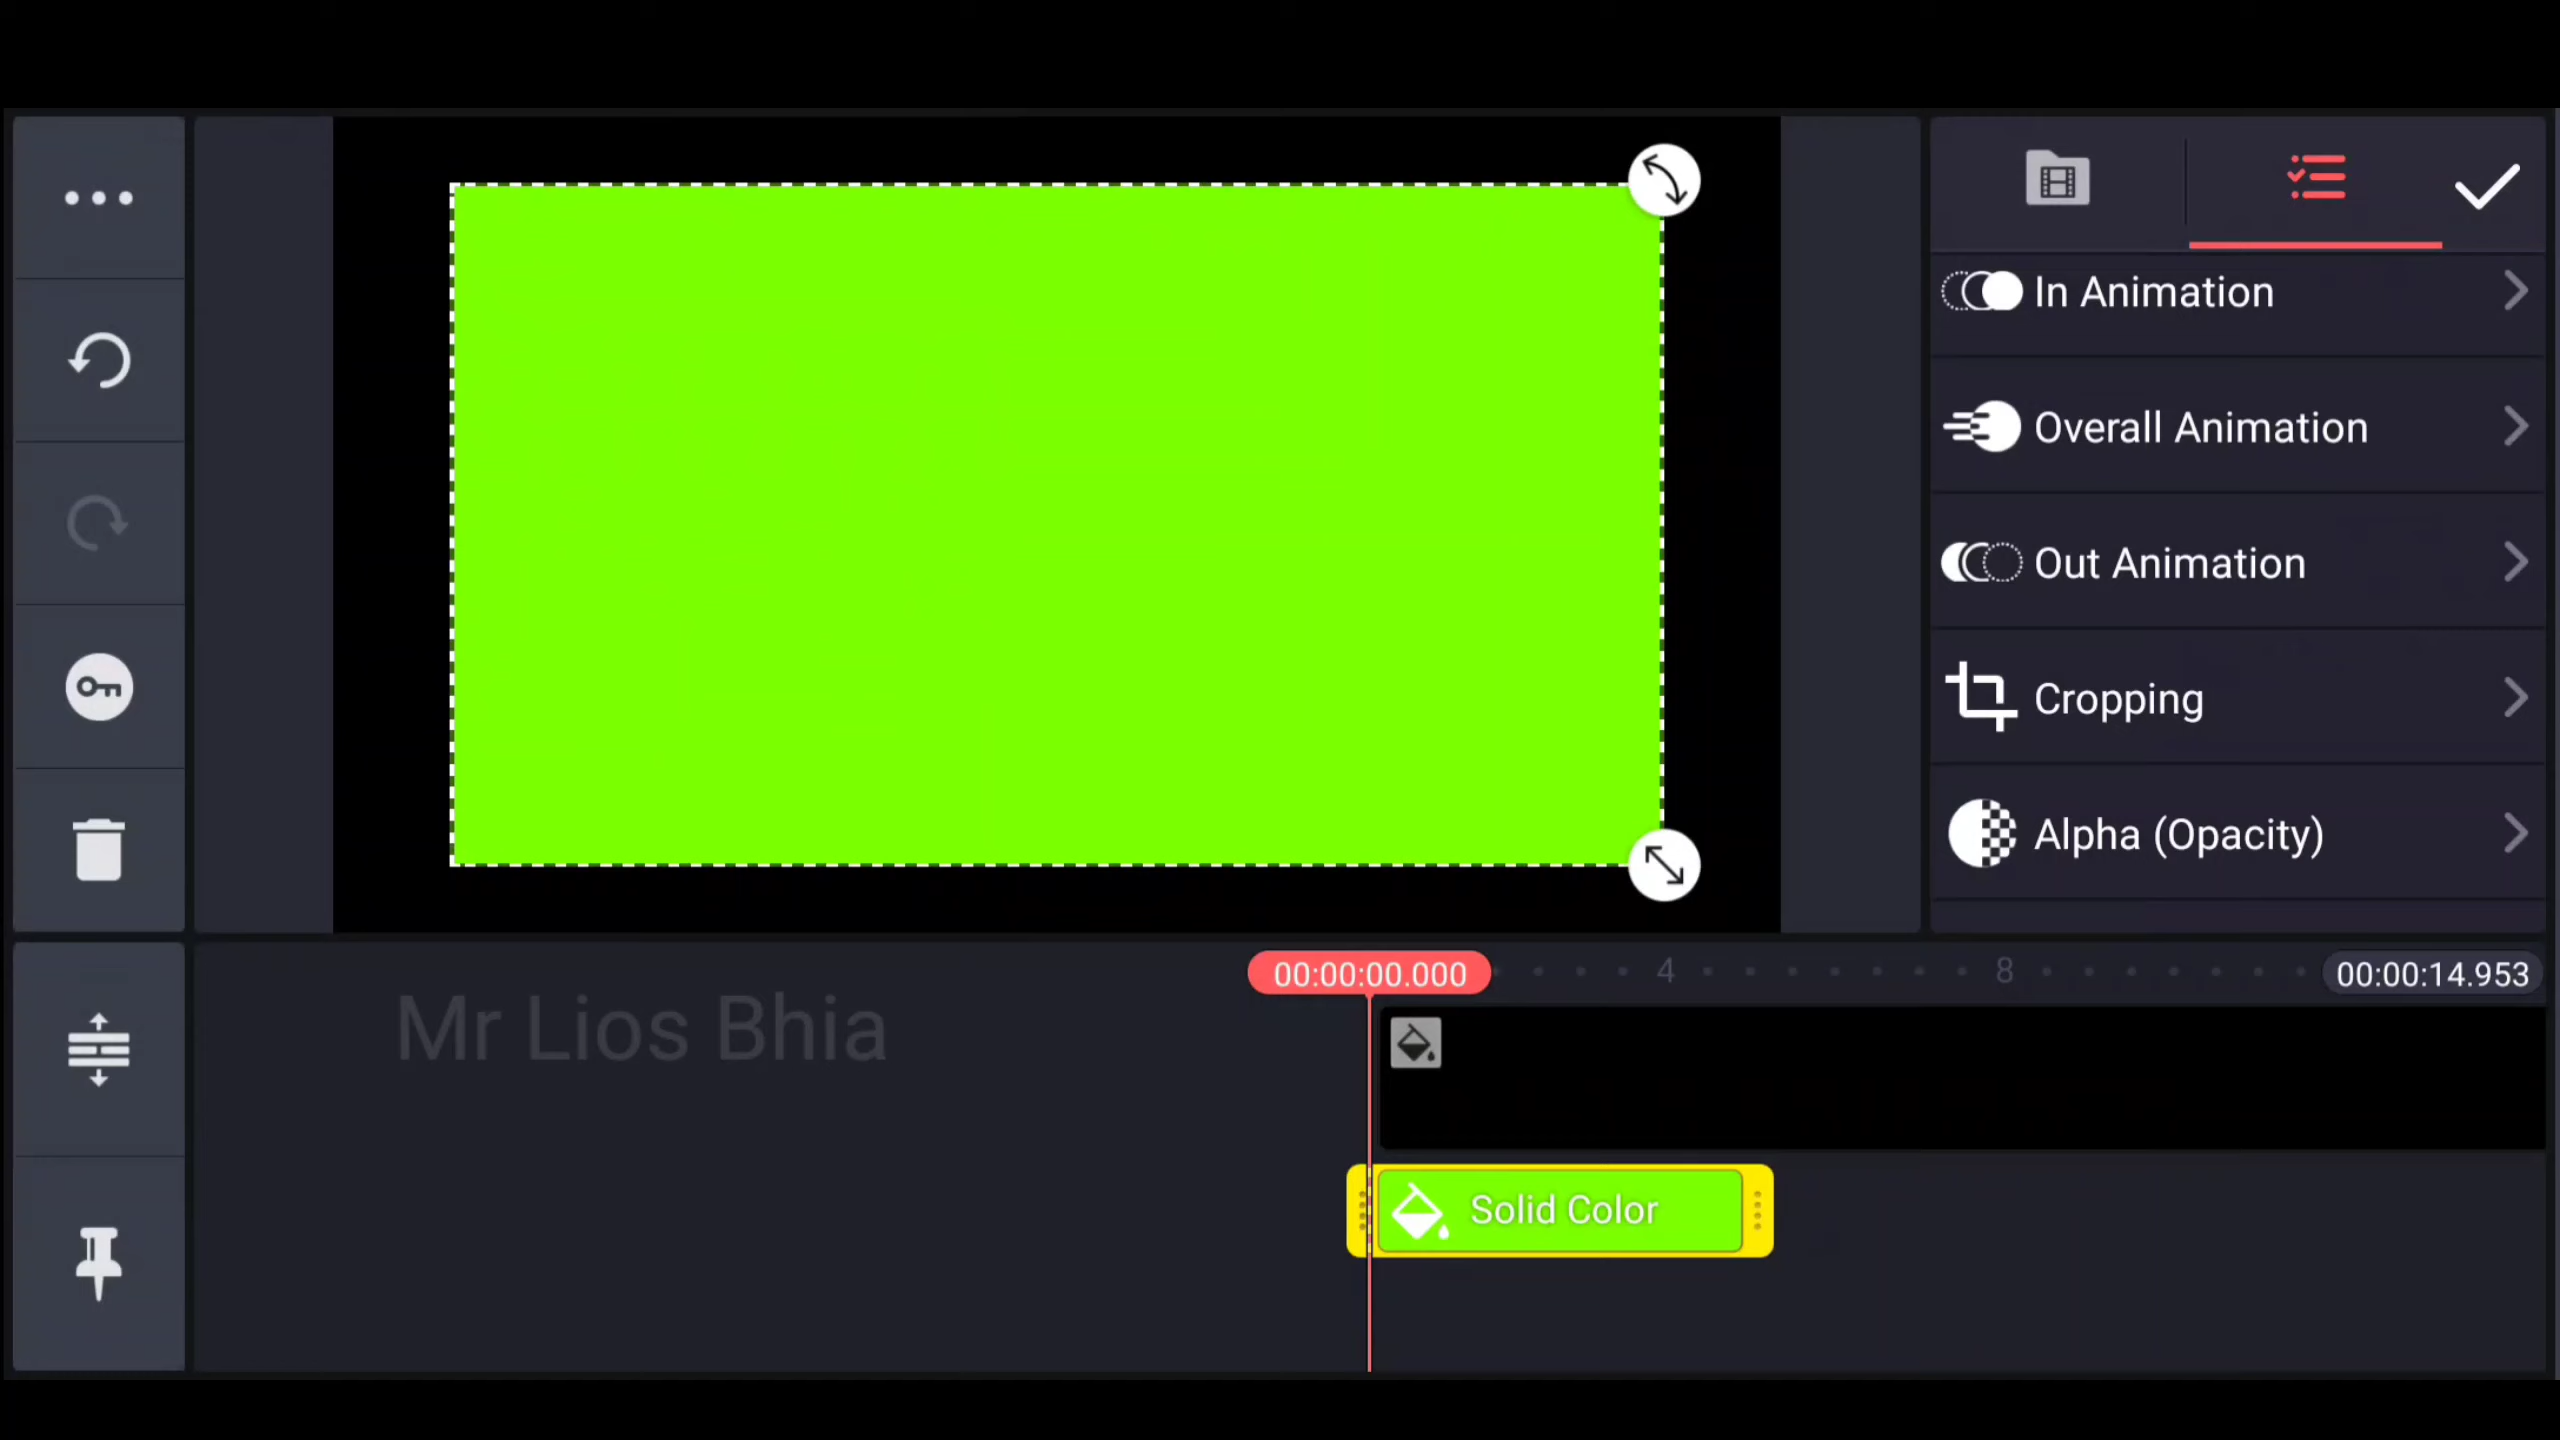 In Animation
Overall Animation
Out Animation
Cropping
Alpha (Opacity)
00:00:00.000
4
8
00:00:14.953
Mr Lios Bhia
Solid Color